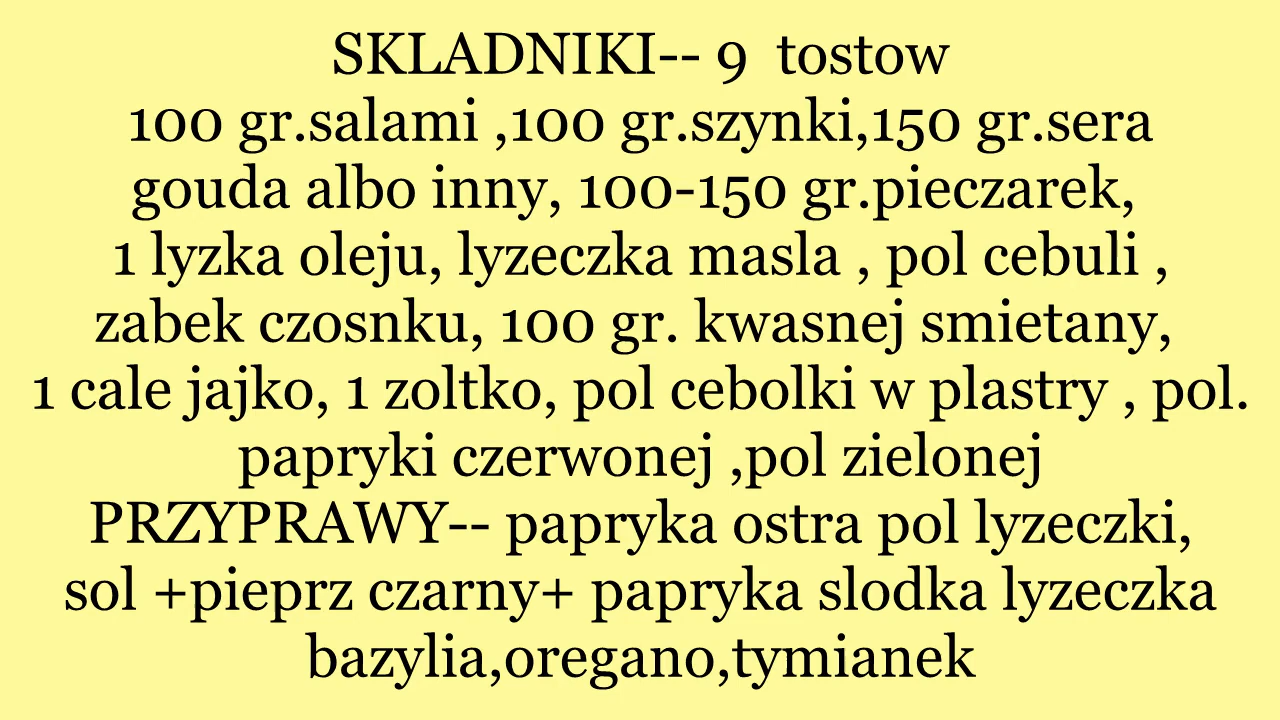 SKLADNIKI-- 9 tostow
100 gr.salami ,100 gr.szynki,150 gr.sera
gouda albo inny, 100-150 gr.pieczarek,
1 lyzka oleju, lyzeczka masla , pol cebuli ,
zabek czosnku, 100 gr. kwasnej smietany,
1 cale jajko, 1 zoltko, pol cebolki w plastry , pol.
papryki czerwonej ,pol zielonej
PRZYPRAWY-- papryka ostra pol lyzeczki,
sol +pieprz czarny+ papryka slodka lyzeczka
bazylia,oregano,tymianek